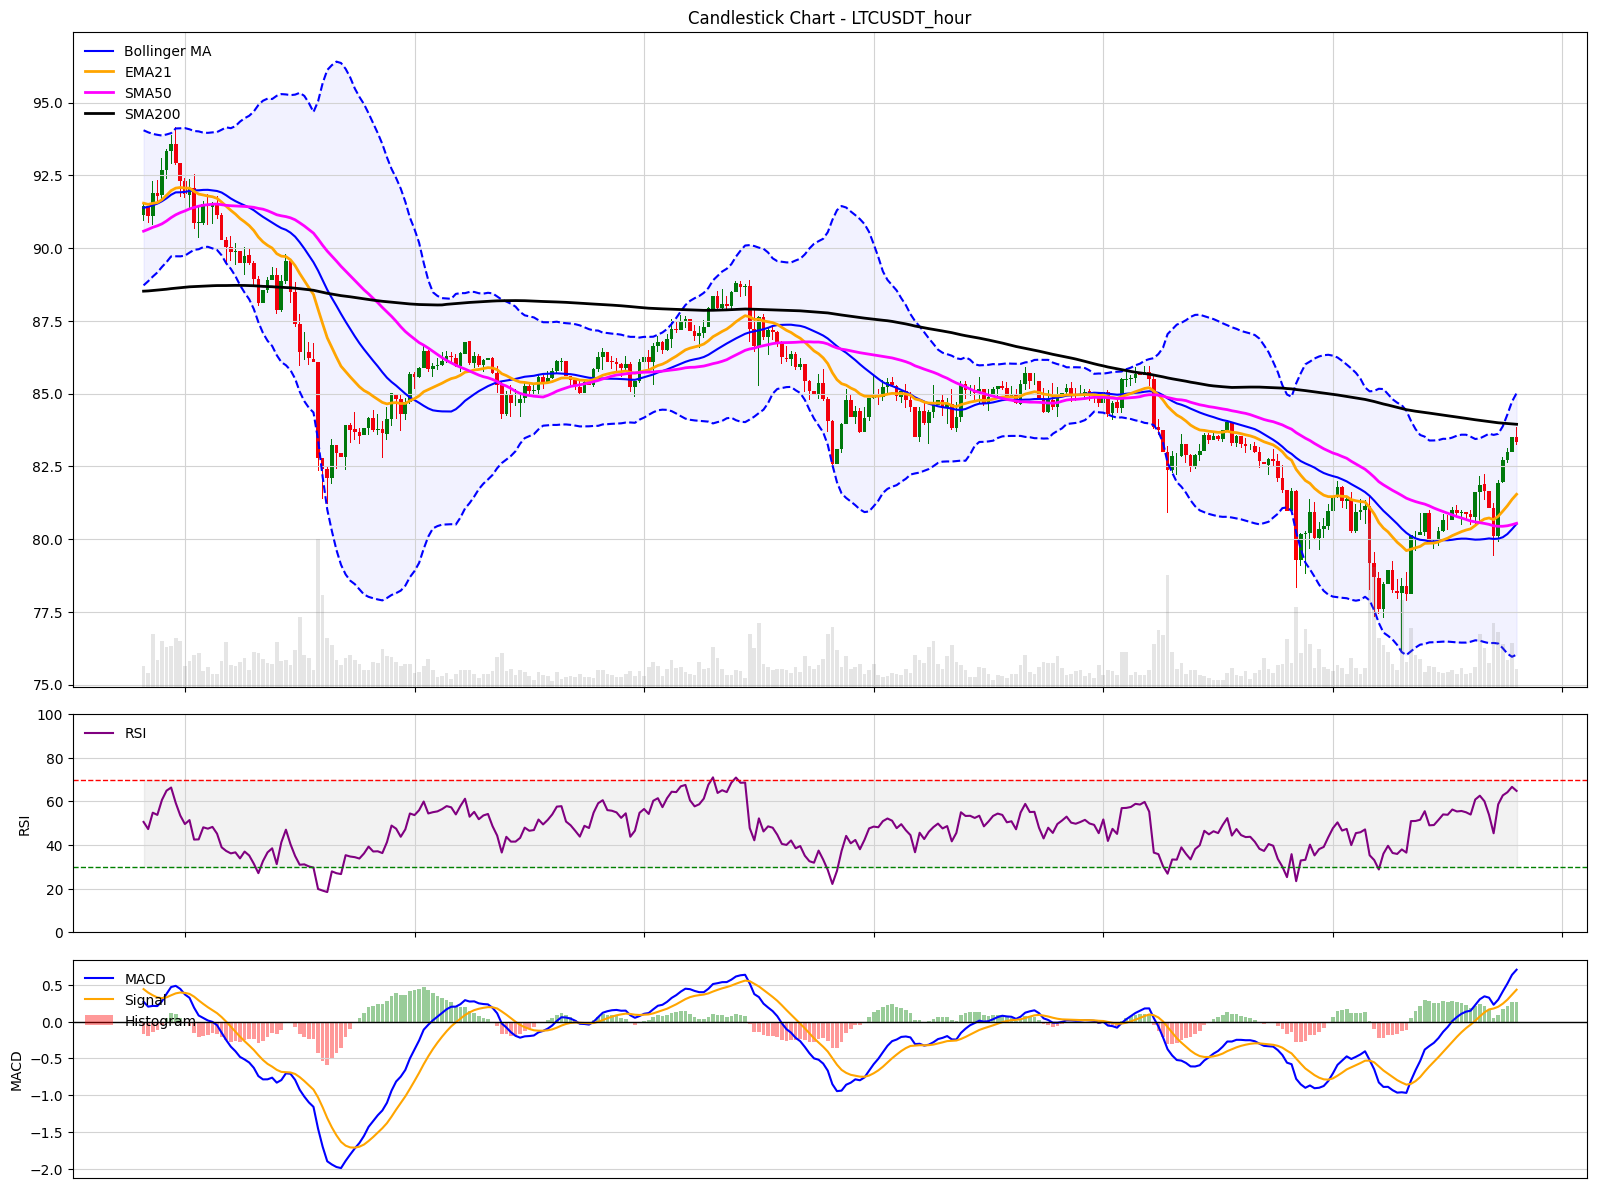 Candlestick Chart - LTCUSDT_hour
Bollinger MA
EMA21
SMA50
SMA200
95.0
92.5
90.0
87.5
85.0
82.5
80.0
77.5
75.0
RSI
100
80
60
40
20
0
RSI
MACD
Signal
Histogram
0.5
0.0
−0.5
−1.0
−1.5
−2.0
MACD